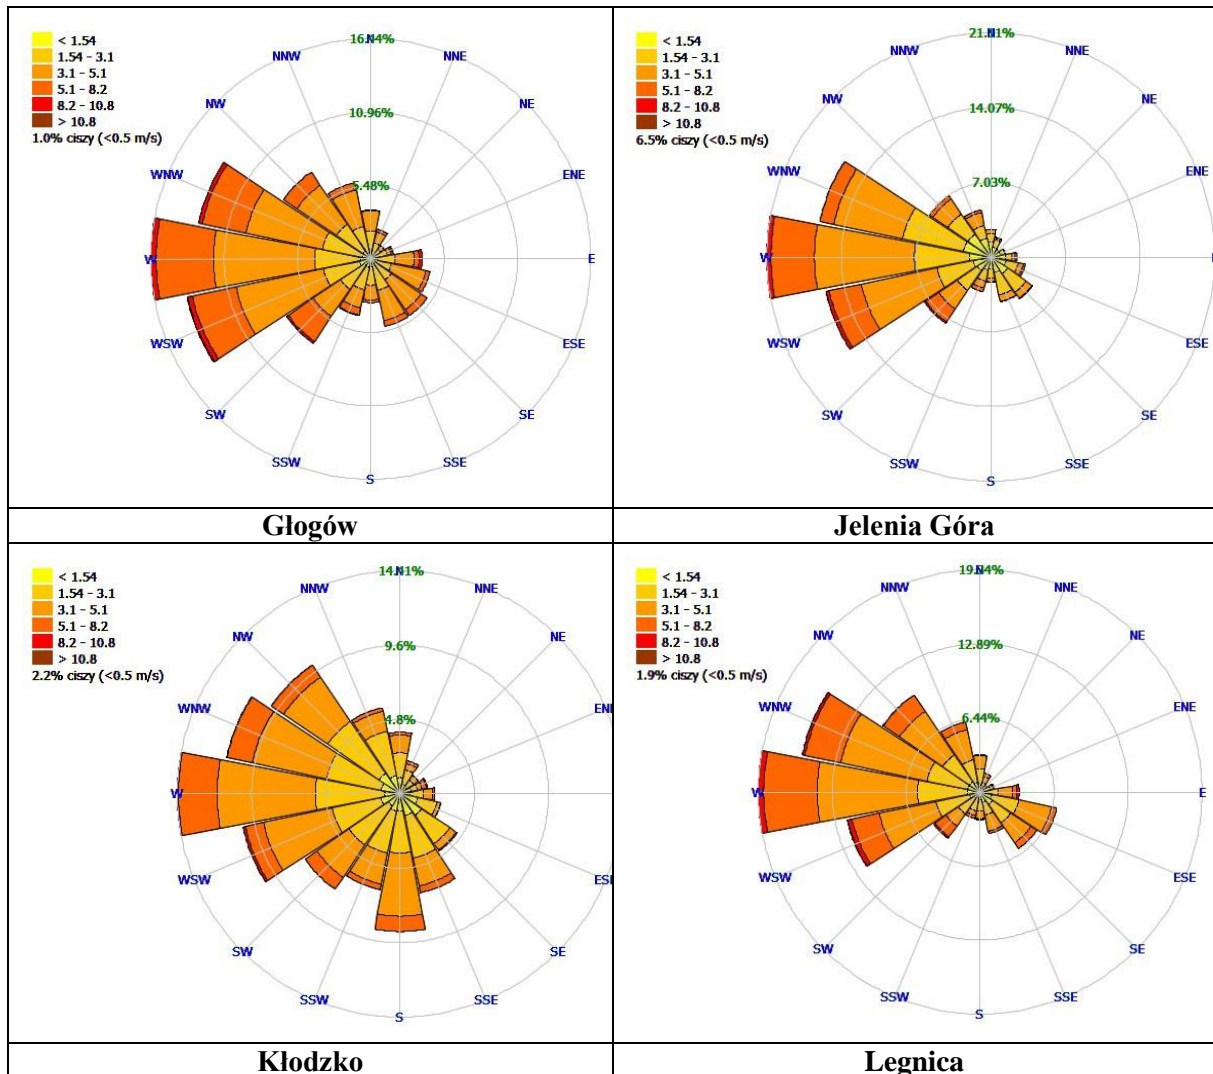 < 1.54
1.54 - 3.1
3.1 - 5.1
5.1 - 8.2
8.2 - 10.8
> 10.8
1.0% ciszy (<0.5 m/s)
16.44%
10.96%
5.48%
N
NNE
NE
ENE
E
ESE
SE
SSE
S
SSW
SW
WSW
W
WNW
NW
NNW
Głogów
< 1.54
1.54 - 3.1
3.1 - 5.1
5.1 - 8.2
8.2 - 10.8
> 10.8
6.5% ciszy (<0.5 m/s)
14.07%
7.03%
N
NNE
NE
ENE
ESE
SE
SSE
S
SSW
SW
WSW
W
WNW
NW
NNW
Jelenia Góra
< 1.54
1.54 - 3.1
3.1 - 5.1
5.1 - 8.2
8.2 - 10.8
> 10.8
2.2% ciszy (<0.5 m/s)
14.41%
9.6%
4.8%
N
NNE
NE
SE
SSE
S
SSW
SW
WSW
W
WNW
NW
NNW
Kłodzko
< 1.54
1.54 - 3.1
3.1 - 5.1
5.1 - 8.2
8.2 - 10.8
> 10.8
1.9% ciszy (<0.5 m/s)
12.89%
6.44%
N
NNE
NE
ENE
E
ESE
SE
SSE
S
SSW
SW
WSW
W
WNW
NW
NNW
Legnica